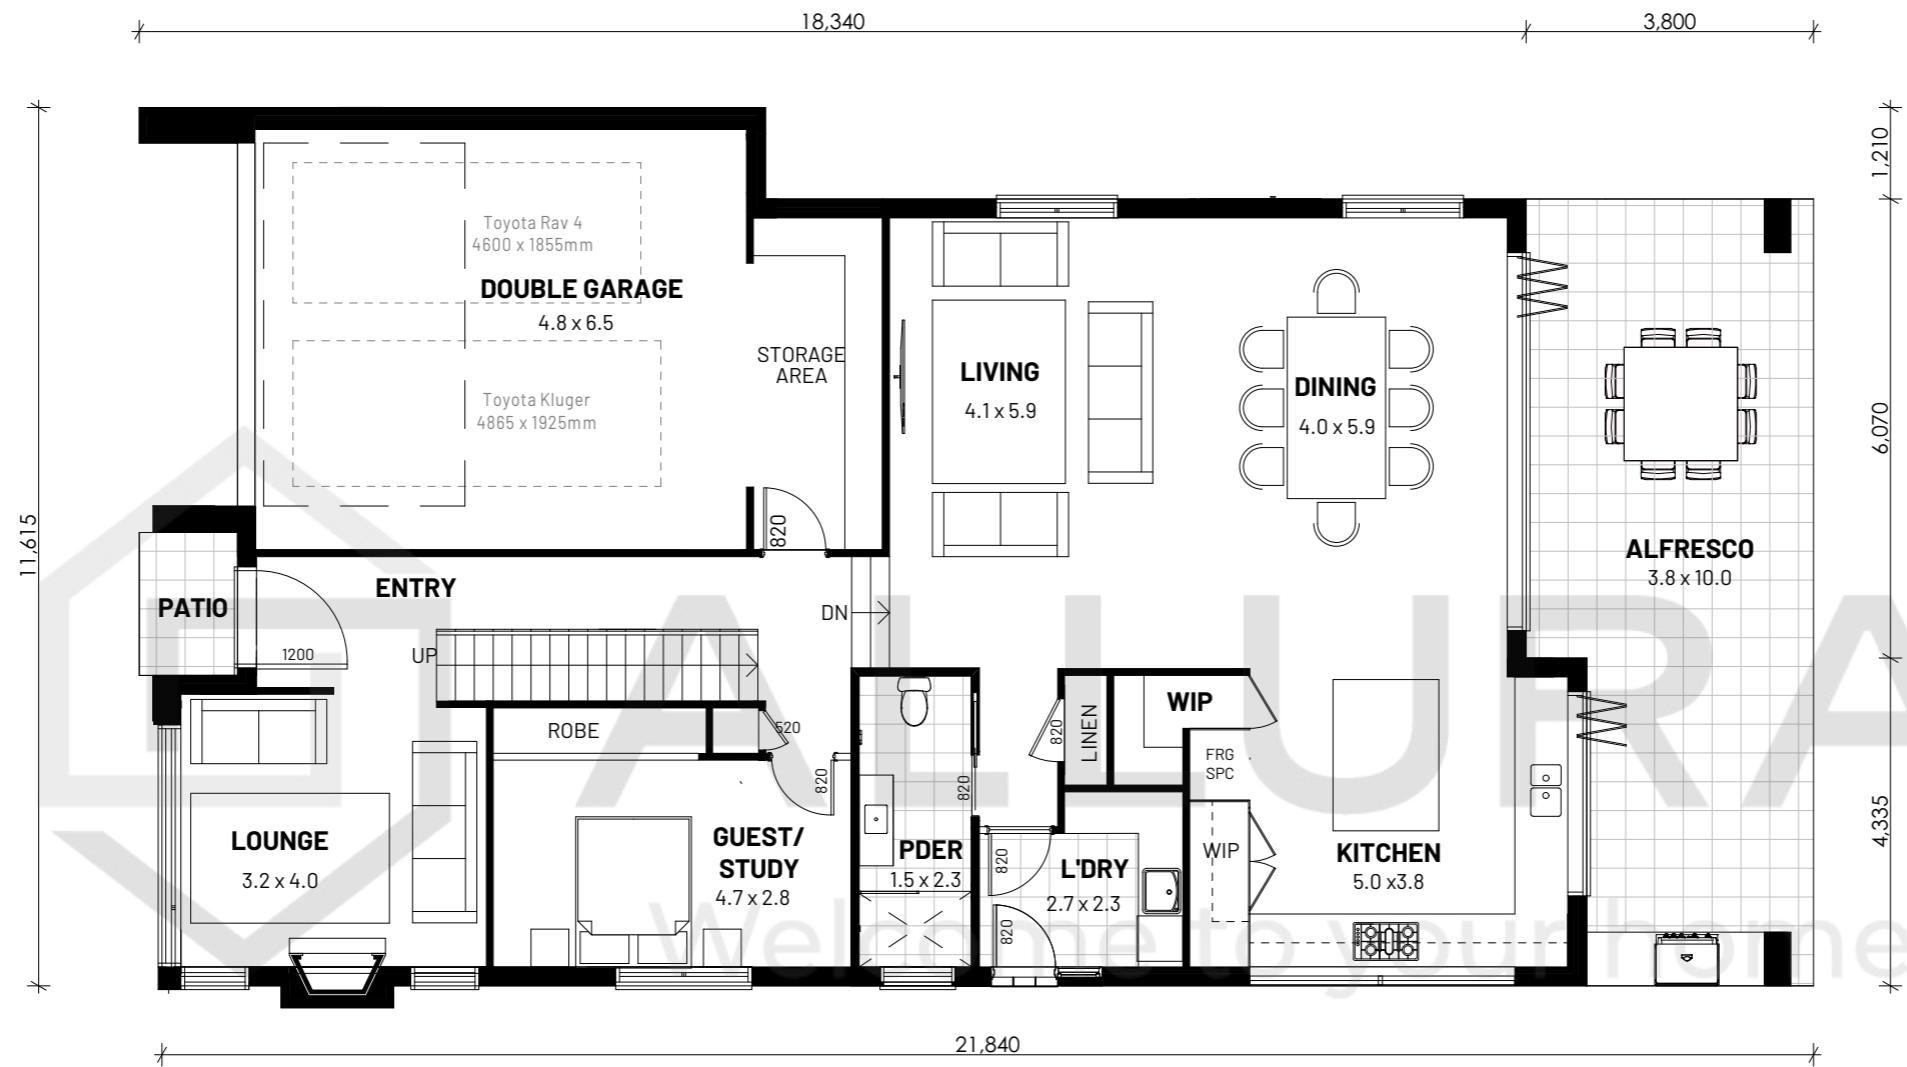 18,340
3,800
1,210
Toyota Rav 4
4600 x 1855mm
DOUBLE GARAGE
4.8 x 6.5
STORAGE
AREA
Toyota Kluger
4865 x 1925mm
820
LIVING
4.1 x 5.9
DINING
4.0 x 5.9
6,070
11,615
ALFRESCO
3.8 x 10.0
ENTRY
PATIO
1200
UP
DN
ALLURA
Welcome to your home
ROBE
520
820
LOUNGE
3.2 x 4.0
GUEST/
STUDY
4.7 x 2.8
820
PDER
1.5 x 2.3
820
LINEN
WIP
FRG
SPC
WIP
820
L'DRY
2.7 x 2.3
820
KITCHEN
5.0 x3.8
4,335
21,840